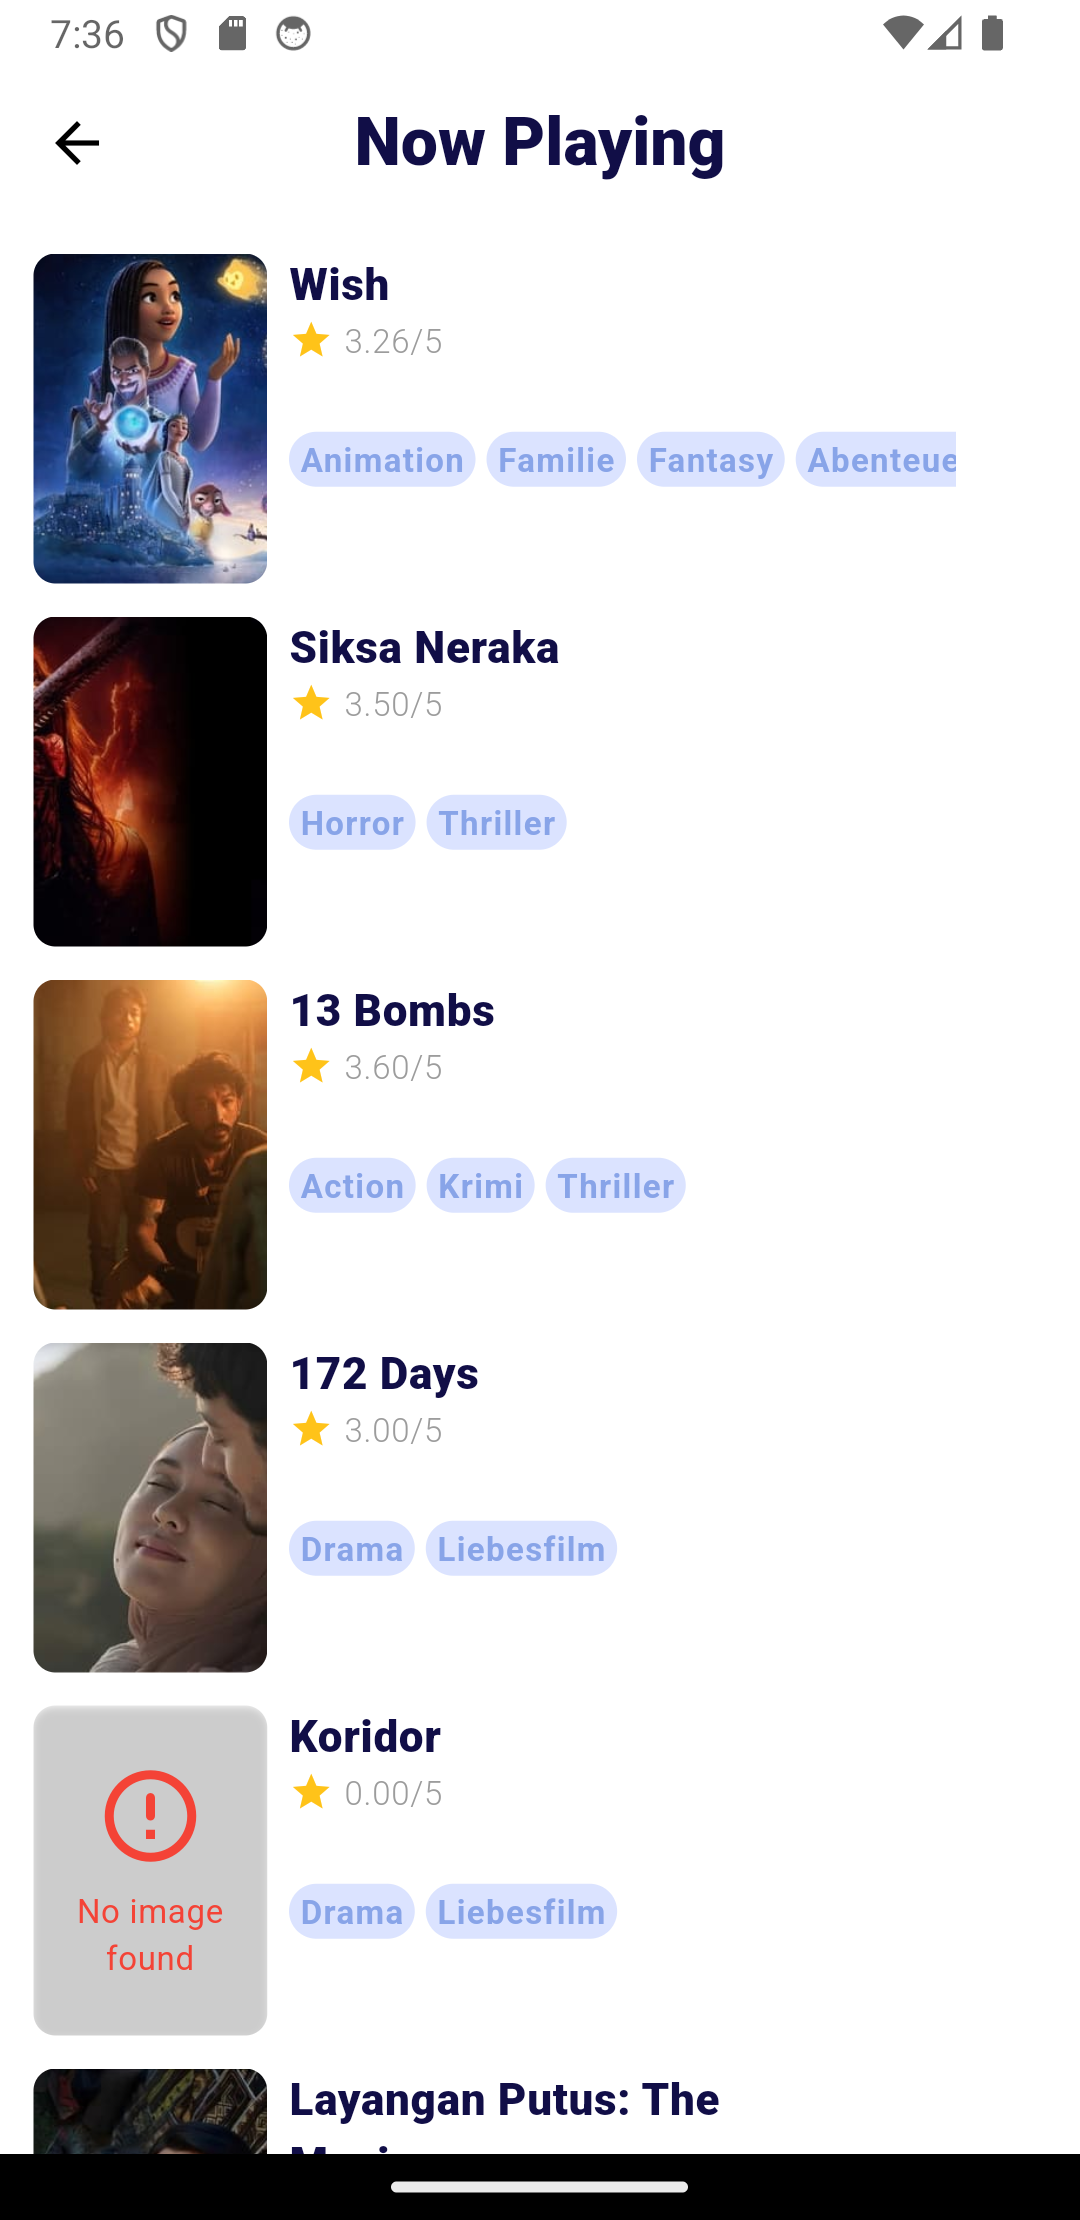 7:36
Now Playing
Wish
3.26/5
Animation Familie Fantasy Abenteue
Siksa Neraka
3.50/5
Horror Thriller
13 Bombs
3.60/5
Action Krimi Thriller
172 Days
3.00/5
Drama Liebesfilm
Koridor
0.00/5
No image
found
Drama Liebesfilm
Layangan Putus: The